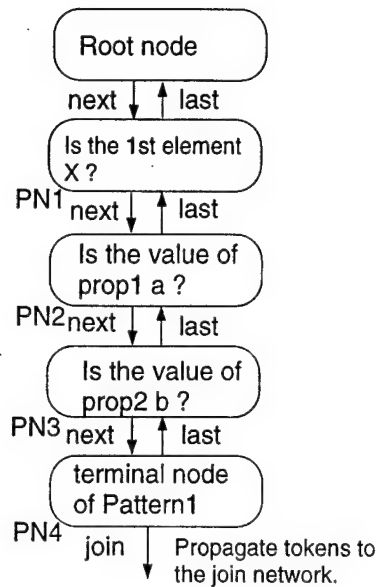 Root node
next last
Is the 1st element
X ?
PN1 next last
Is the value of
prop1 a ?
PN2 next last
Is the value of
prop2 b ?
PN3 next last
terminal node
of Pattern1
PN4
join Propagate tokens to
the join network.